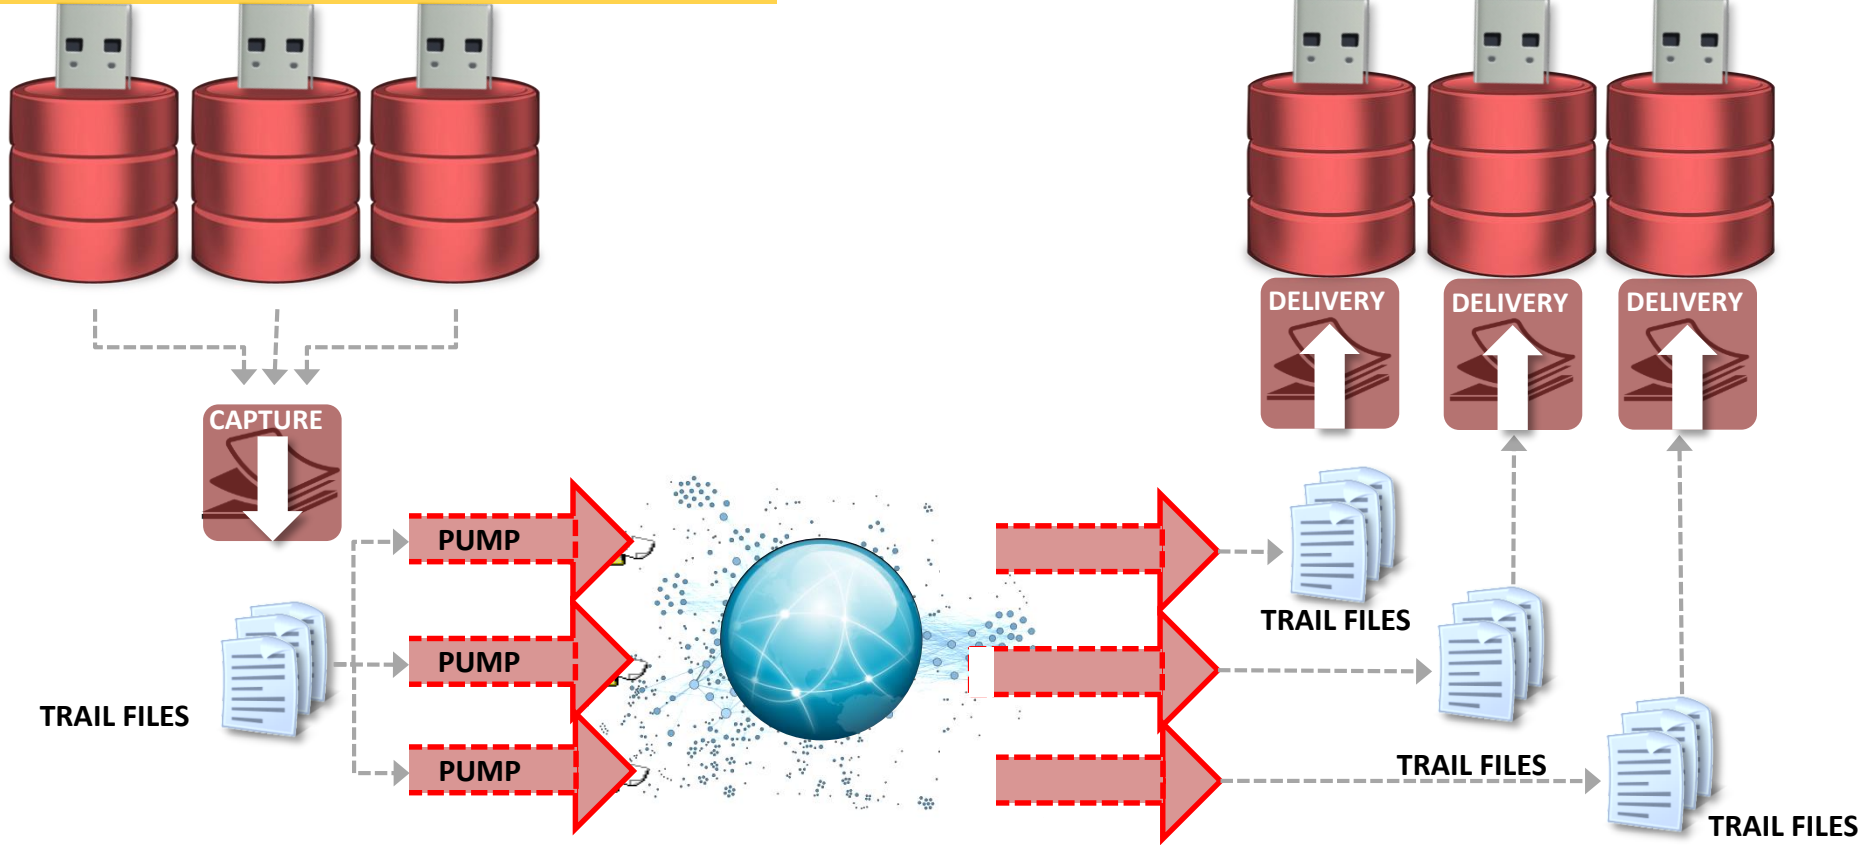 DELIVERY
DELIVERY
DELIVERY
CAPTURE
PUMP
TRAIL FILES
PUMP
TRAIL FILES
PUMP
TRAIL FILES
TRAIL FILES